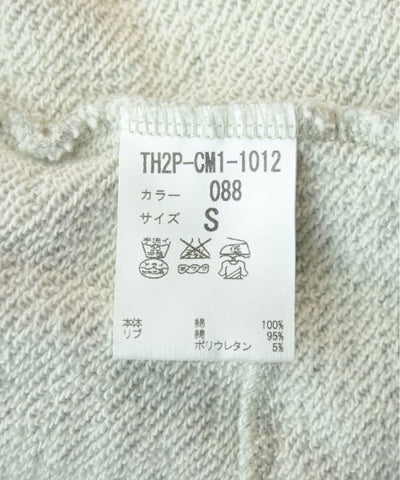 TH2P-CM1-1012
カラー 088
サイズ S
本体 綿 100%
リブ 綿 95%
ポリウレタン 5%